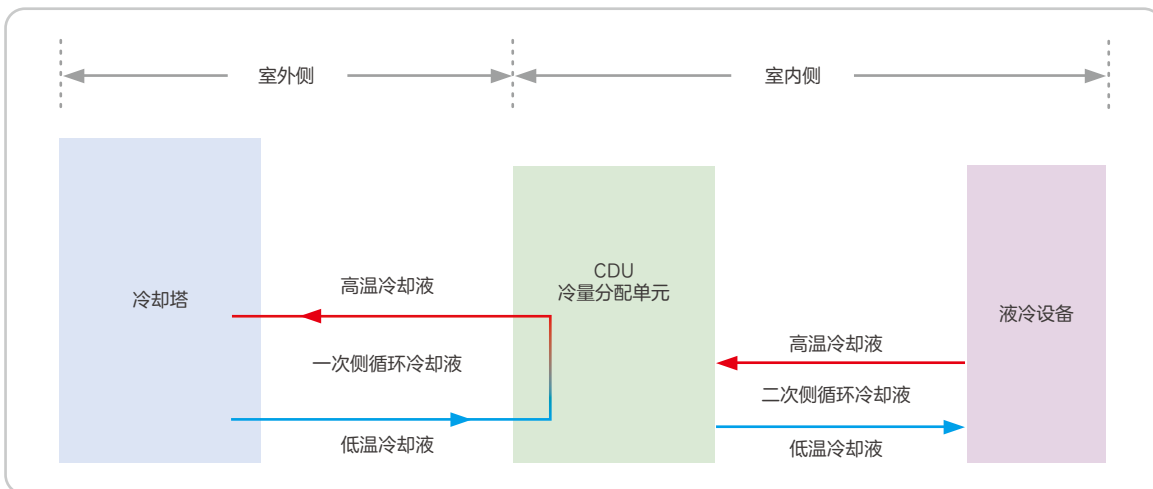 室外侧
室内侧
冷却塔
高温冷却液
一次侧循环冷却液
低温冷却液
CDU
冷量分配单元
高温冷却液
二次侧循环冷却液
低温冷却液
液冷设备